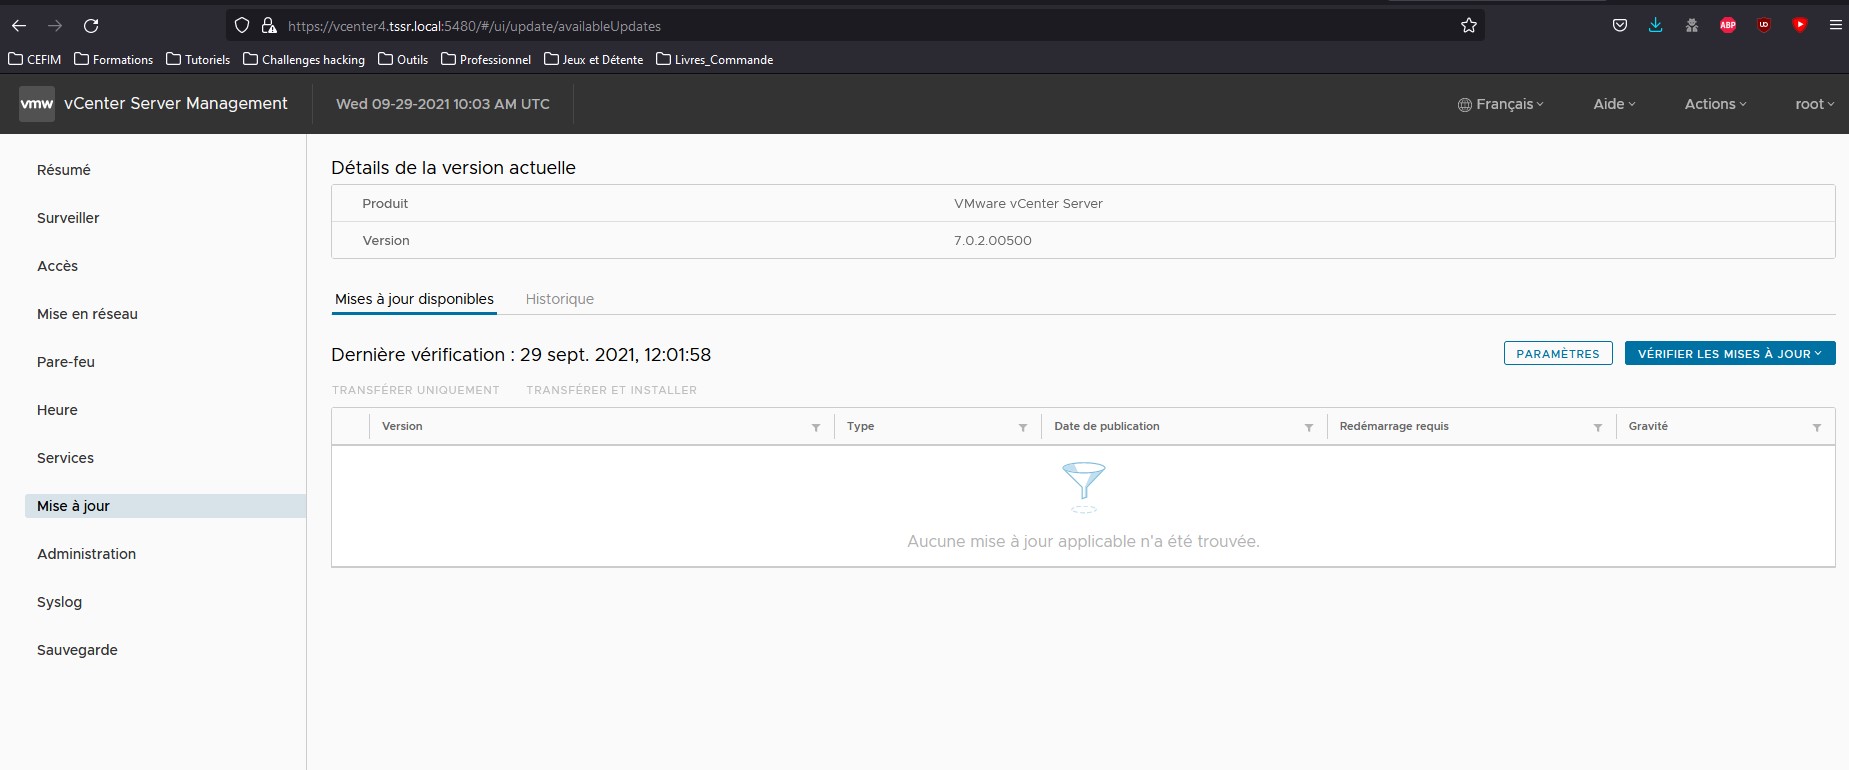 https://vcenter4.tssr.local:5480/#/ui/update/availableUpdates
ABP
CEFIM Formations Tutoriels Challenges hacking Outils Professionnel Jeux et Détente Livres_Commande
vmw vCenter Server Management Wed 09-29-2021 10:03 AM UTC Français Aide Actions root
Résumé
Surveiller
Accès
Mise en réseau
Pare-feu
Heure
Services
Mise à jour
Administration
Syslog
Sauvegarde
Détails de la version actuelle
Produit VMware vCenter Server
Version 7.0.2.00500
Mises à jour disponibles Historique
Dernière vérification : 29 sept. 2021, 12:01:58 PARAMÈTRES VÉRIFIER LES MISES À JOUR
TRANSFÉRER UNIQUEMENT TRANSFÉRER ET INSTALLER
Version Type Date de publication Redémarrage requis Gravité
Aucune mise à jour applicable n'a été trouvée.